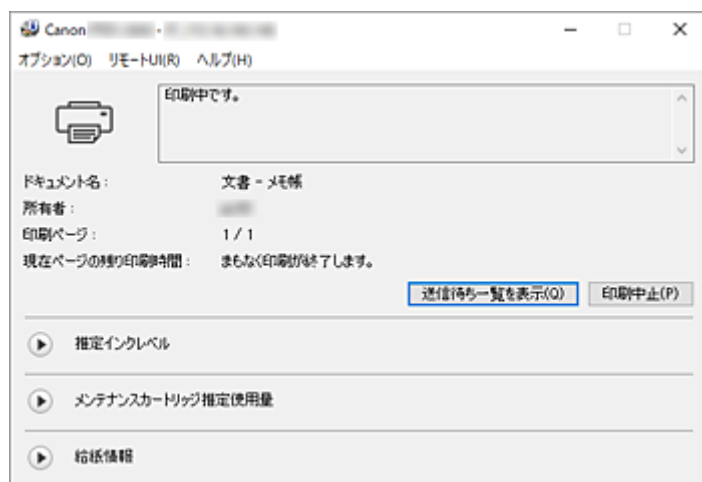 Canon
オプション(O) リモートUI(R) ヘルプ(H)
印刷中です。
ドキュメント名: 文書 - メモ帳
所有者:
印刷ページ: 1 / 1
現在ページの残り印刷時間: まもなく印刷が終了します。
送信待ち一覧を表示(Q) 印刷中止(P)
推定インクレベル
メンテナンスカートリッジ推定使用量
給紙情報